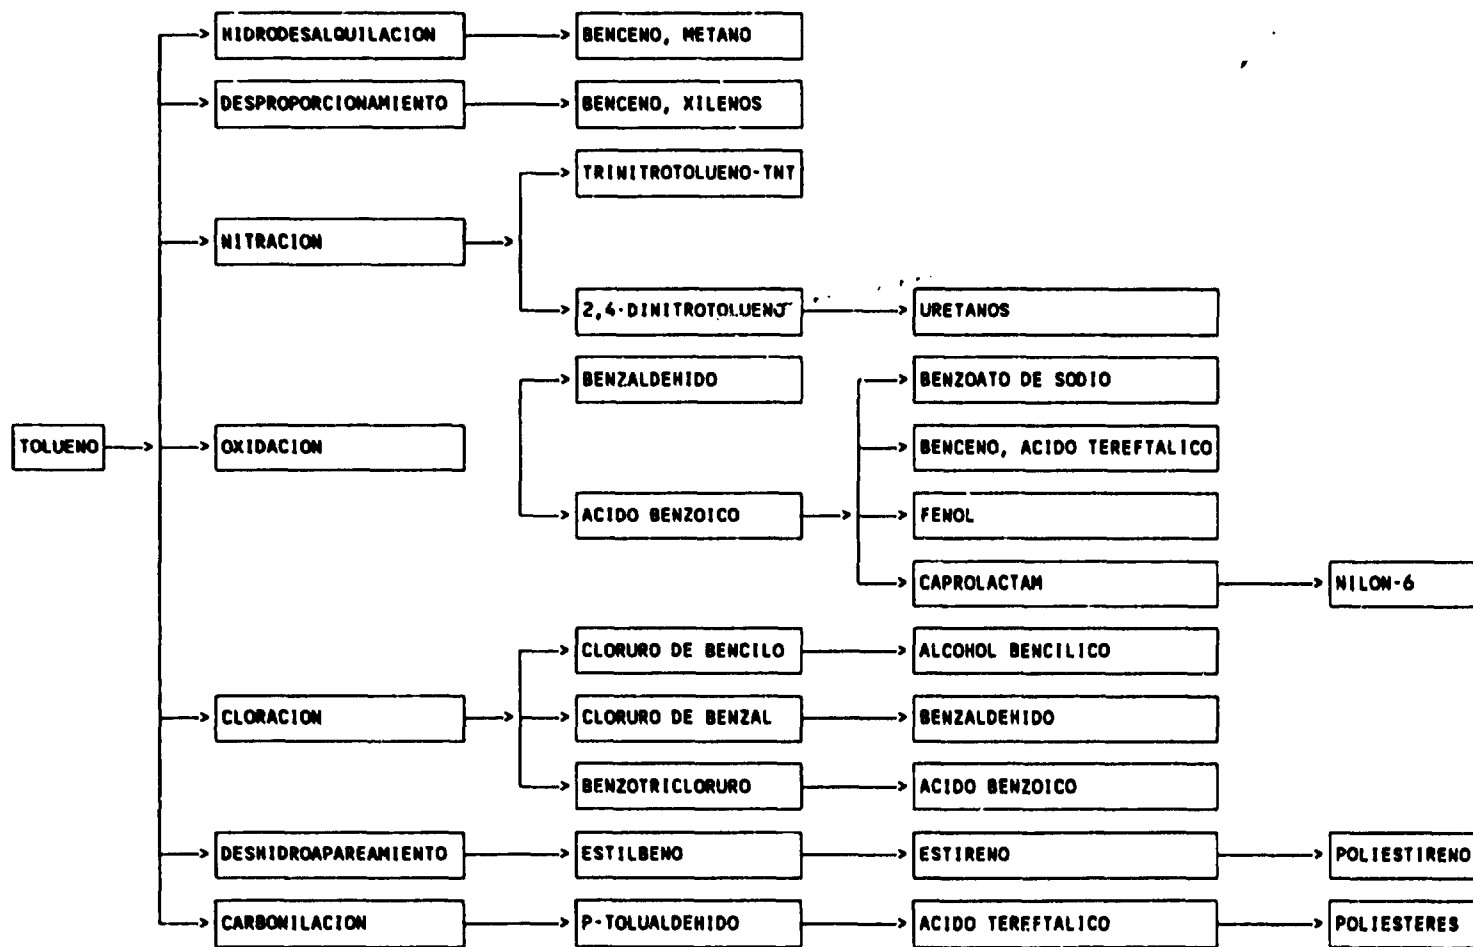 HIDRODESALQUILACION
BENCENO, METANO
DESPROPORCIONAMIENTO
BENCENO, XILENOS
TRINITROTOLUENO-TNT
NITRACION
2,4-DINITROTOLUENO
URETANOS
BENZALDEHIDO
BENZOATO DE SODIO
TOLUENO
OXIDACION
BENCENO, ACIDO TEREFTALICO
ACIDO BENZOICO
FENOL
CAPROLACTAM
NILON-6
CLORURO DE BENCILO
ALCOHOL BENCILICO
CLORACION
CLORURO DE BENZAL
BENZALDEHIDO
BENZOTRICLORURO
ACIDO BENZOICO
DESHIDROAPAREAMIENTO
ESTILBENO
ESTIRENO
POLIESTIRENO
CARBONILACION
P-TOLUALDEHIDO
ACIDO TEREFTALICO
POLIESTERES